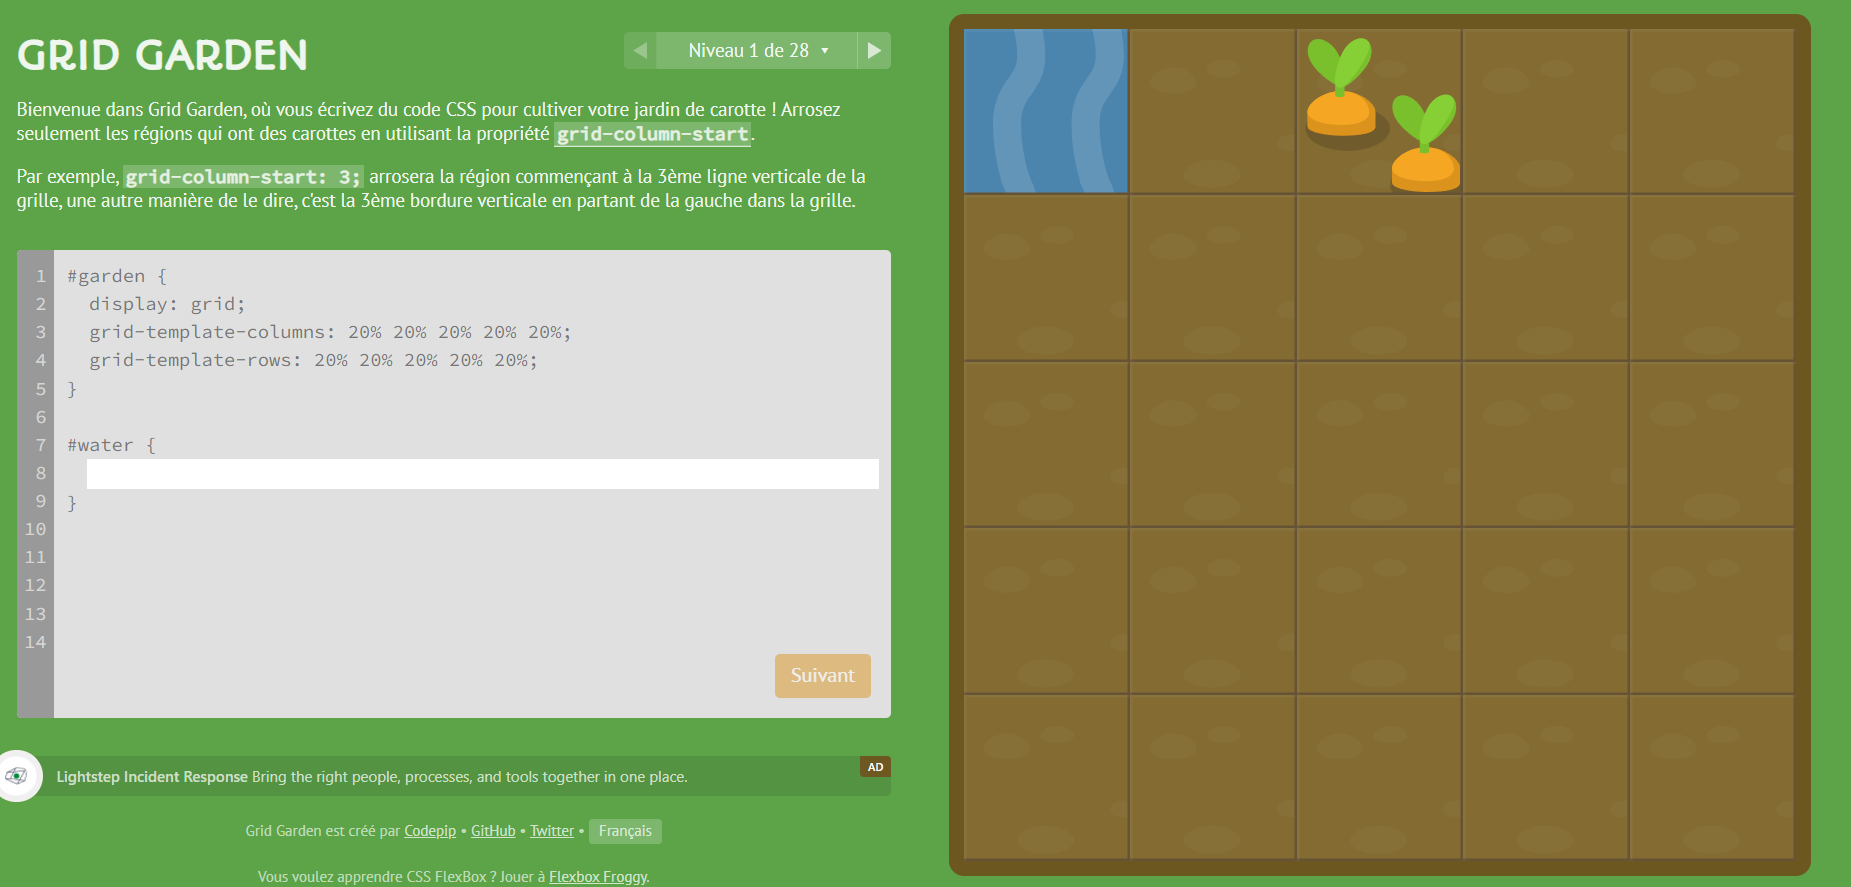 GRID GARDEN
Niveau 1 de 28
Bienvenue dans Grid Garden, où vous écrivez du code CSS pour cultiver votre jardin de carotte ! Arrosez
seulement les régions qui ont des carottes en utilisant la propriété grid-column-start.
Par exemple, grid-column-start: 3; arrosera la région commençant à la 3ème ligne verticale de la
grille, une autre manière de le dire, c'est la 3ème bordure verticale en partant de la gauche dans la grille.
1 #garden {
2 display: grid;
3 grid-template-columns: 20% 20% 20% 20% 20%;
4 grid-template-rows: 20% 20% 20% 20% 20%;
5 }
6
7 #water {
8
9 }
10
11
12
13
14
Suivant
Lightstep Incident Response Bring the right people, processes, and tools together in one place.
AD
Grid Garden est créé par Codepip • GitHub • Twitter • Français
Vous voulez apprendre CSS FlexBox ? Jouer à Flexbox Froggy.